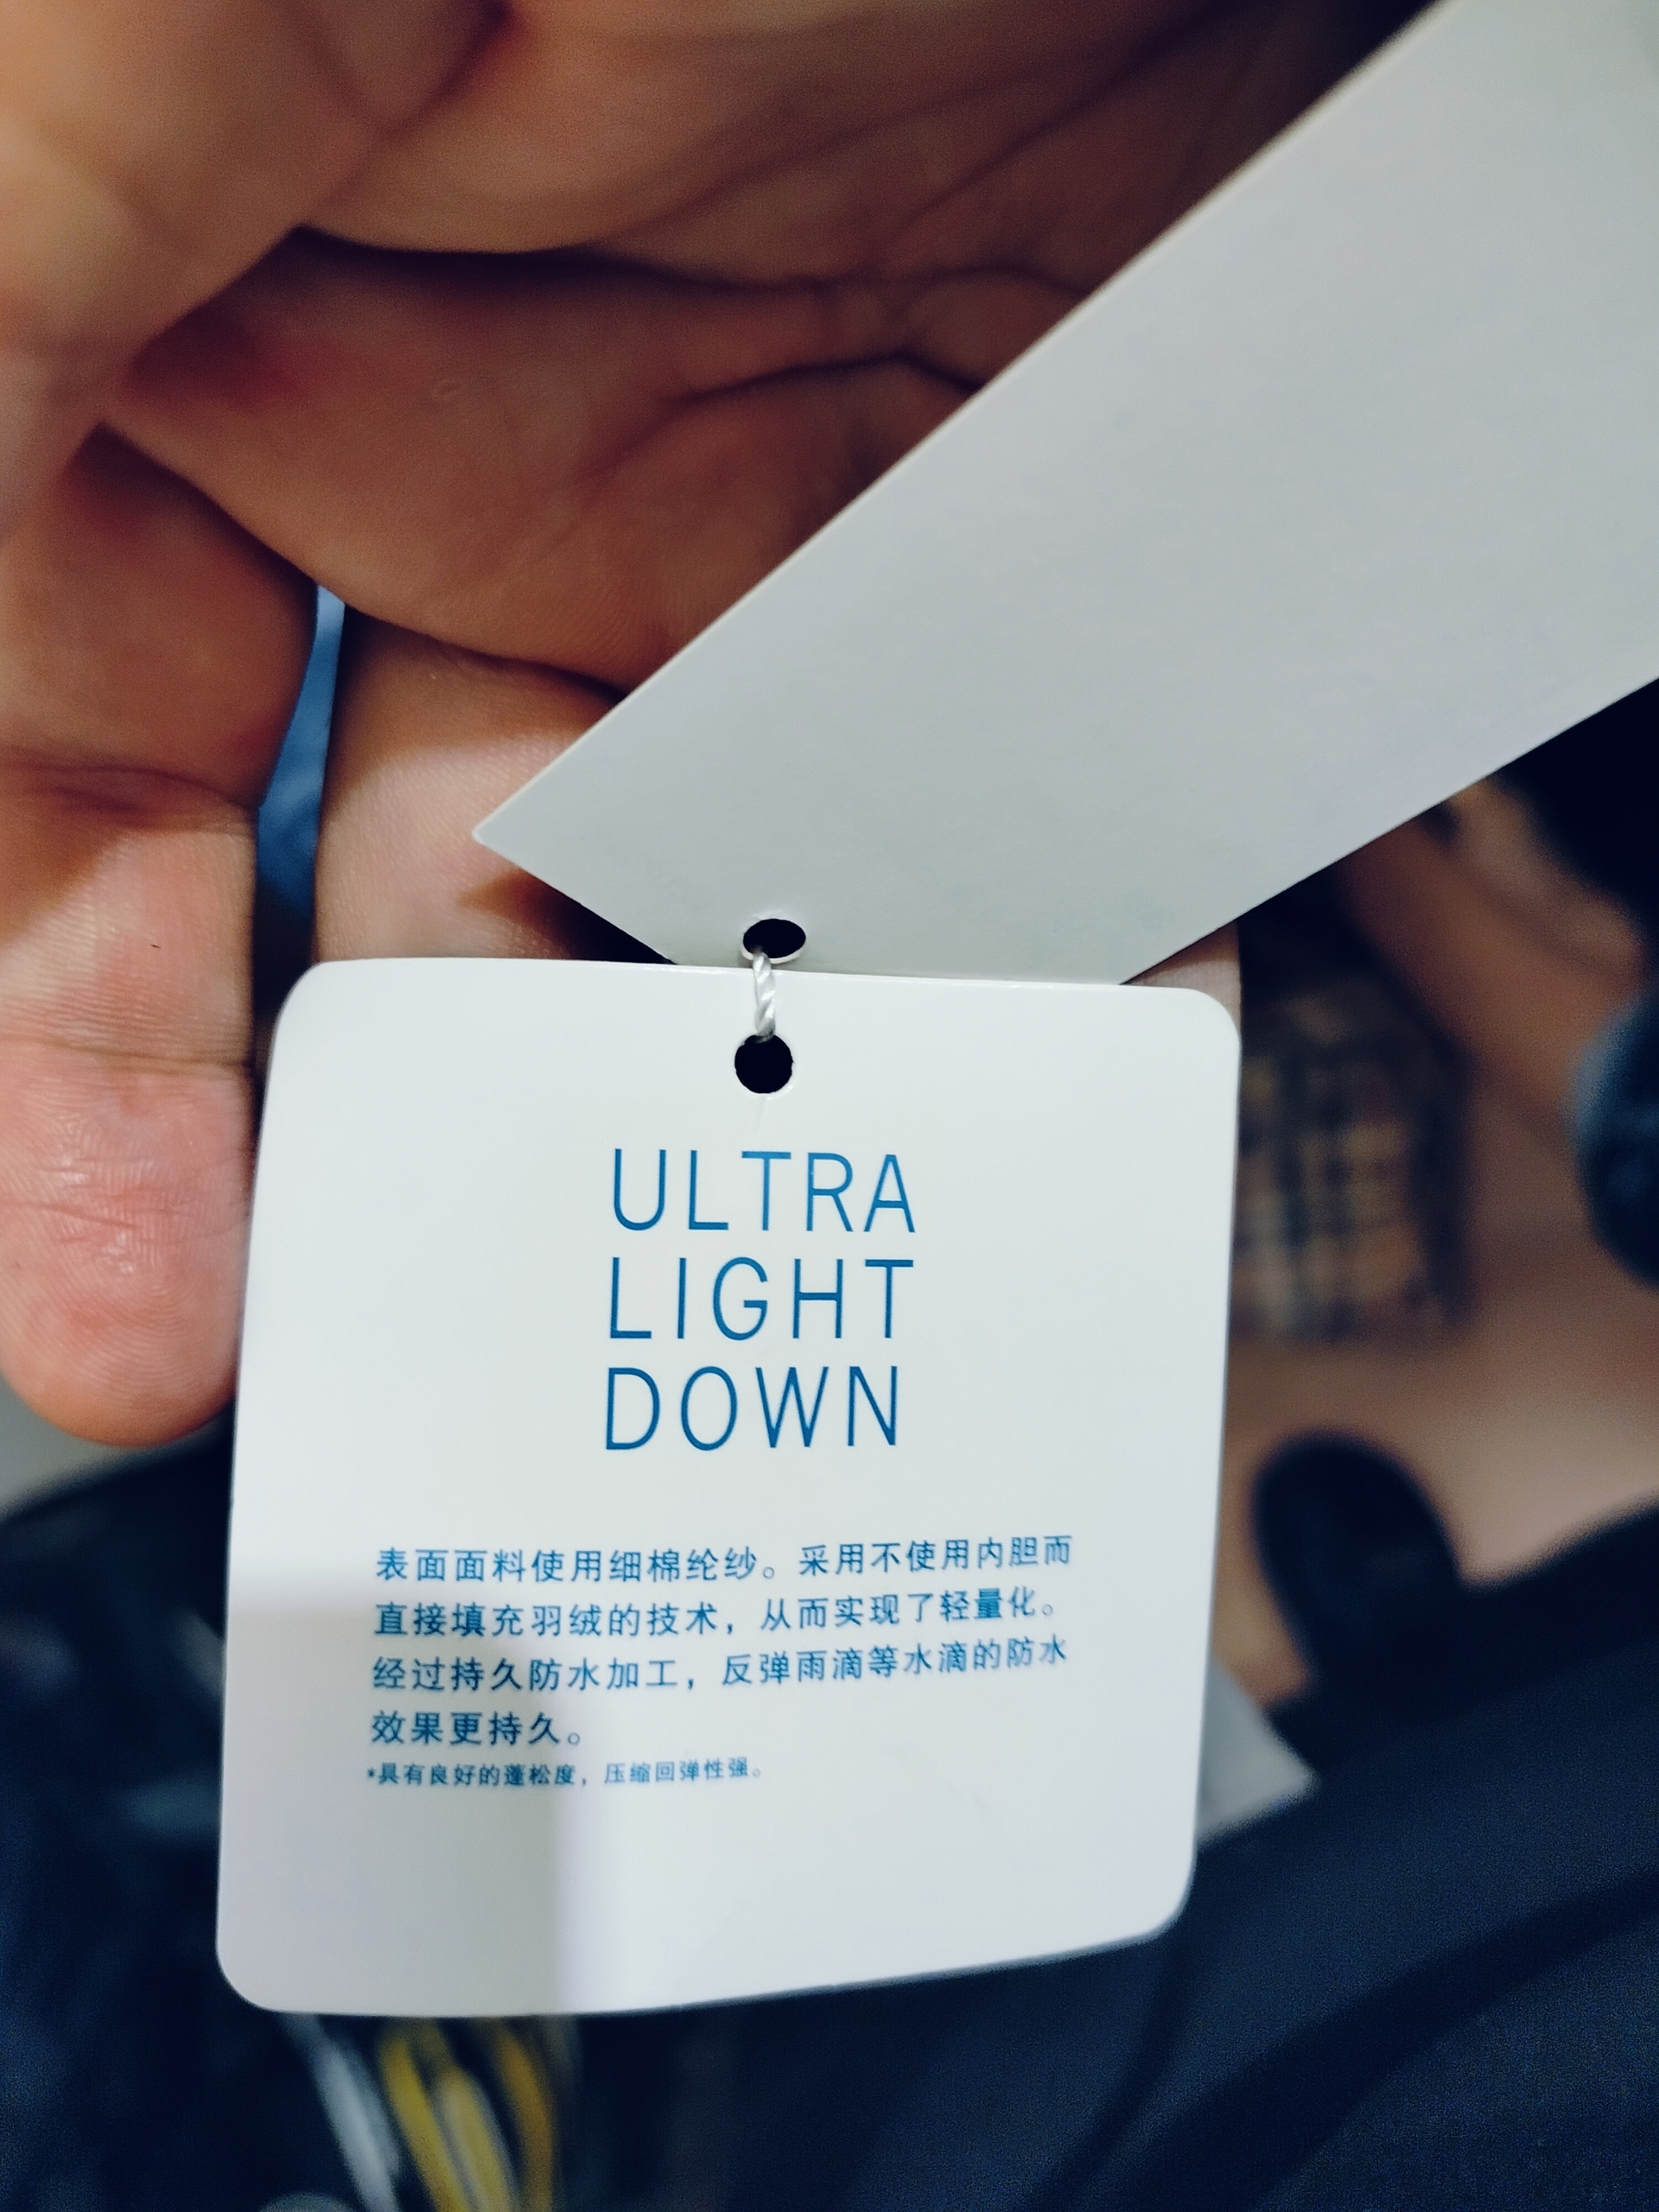 ULTRA
LIGHT
DOWN
表面面料使用细棉纶纱。采用不使用内胆而
直接填充羽绒的技术，从而实现了轻量化。
经过持久防水加工，反弹雨滴等水滴的防水
效果更持久。
*具有良好的蓬松度，压缩回弹性强。